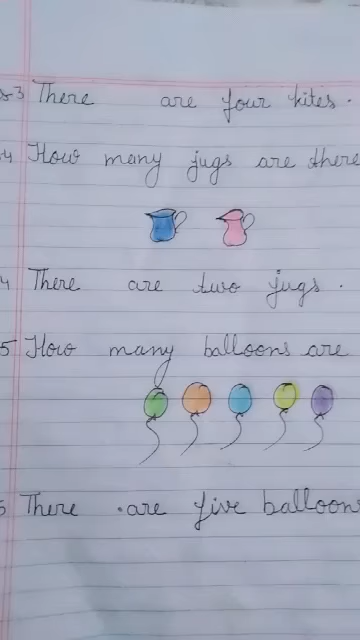 3 There are four kites.
4 How many jugs are there
4 There are two jugs.
5 How many balloons are
5 There are five balloons